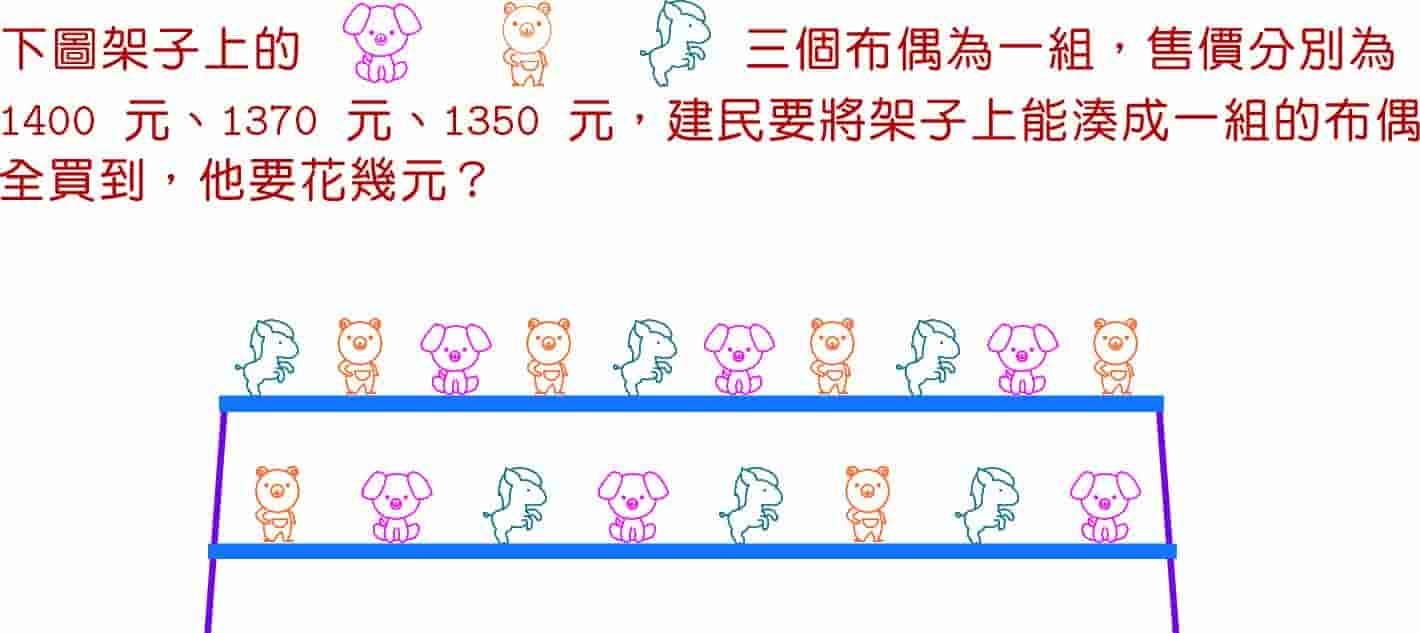 下圖架子上的 三個布偶為一組，售價分別為
1400 元、1370 元、1350 元，建民要將架子上能湊成一組的布偶
全買到，他要花幾元？